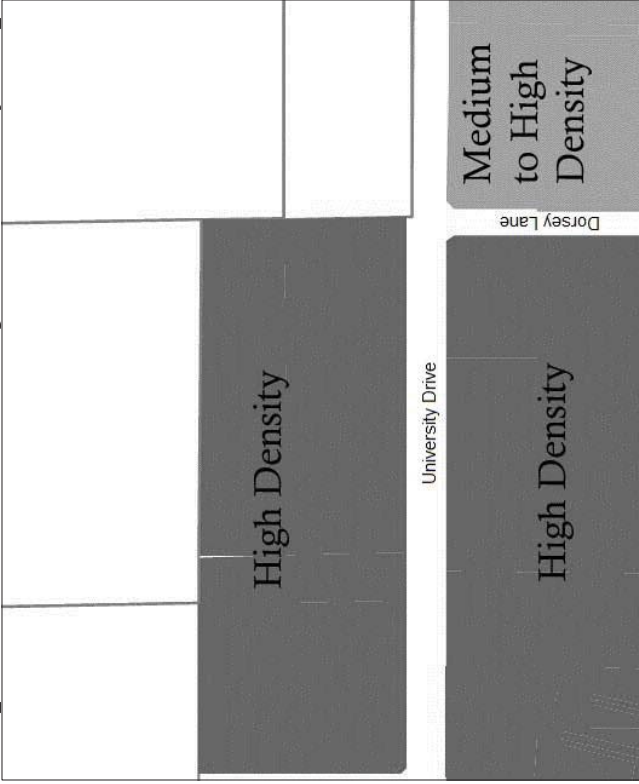 Medium
to High
Density
Dorsey Lane
University Drive
High Density
High Density